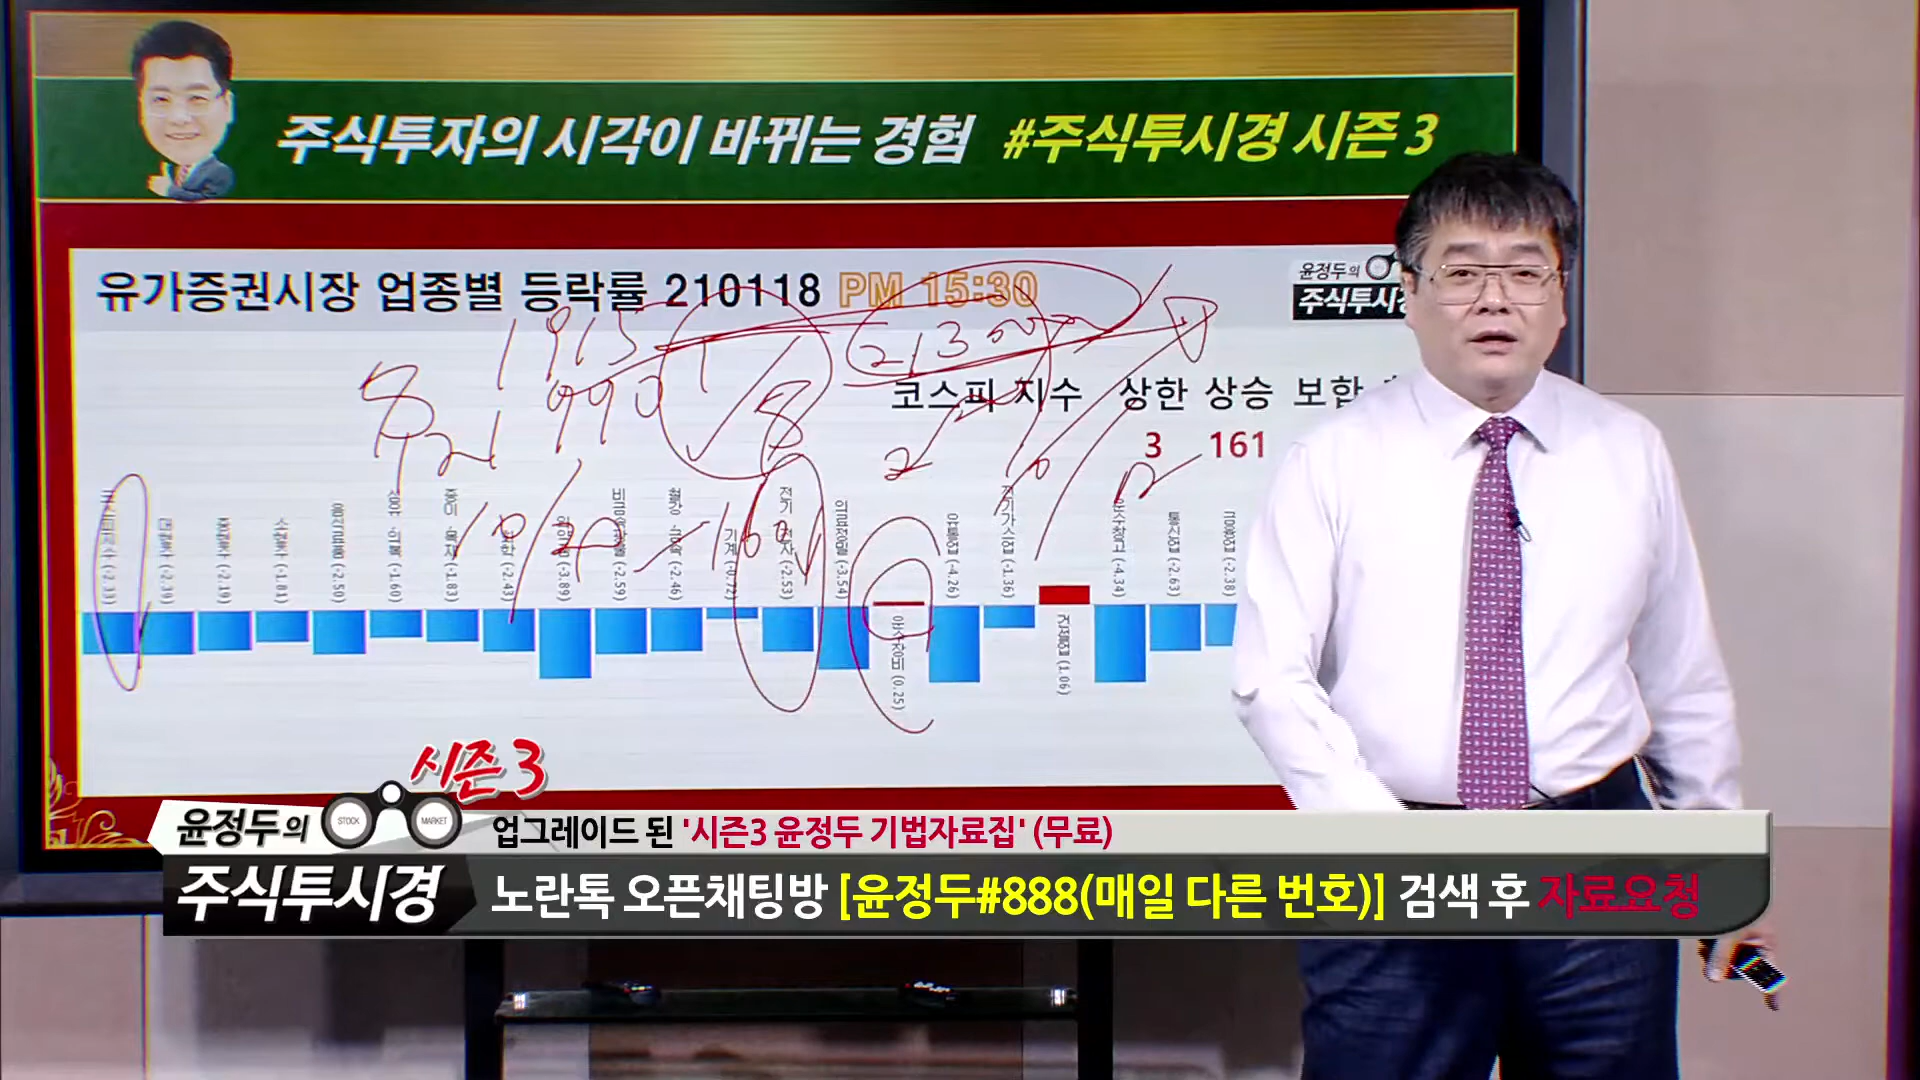 주식투자의 시각이 바뀌는 경험 #주식투시경 시즌 3
유가증권시장 업종별 등락률 210118 PM 15:30
윤정두의
주식투시경
1915
1990
1/8
213
코스피 지수 상한 상승 보합
3 161
10/20 - 160
(-2.33)
대형주 (-2.39)
중형주 (-2.19)
소형주 (-1.81)
음식료품 (-2.50)
섬유·의복 (-1.60)
종이·목재 (-1.83)
화학 (-2.43)
의약품 (-3.89)
비금속광물 (-2.59)
철강·금속 (-2.46)
기계 (-0.72)
전기·전자 (-2.53)
의료정밀 (-3.54)
운수장비 (0.25)
유통업 (-4.26)
전기가스업 (-1.36)
건설업 (1.06)
운수창고 (-4.34)
통신업 (-2.63)
금융업 (-2.38)
시즌 3
윤정두의
STOCK MARKET
주식투시경
업그레이드 된 '시즌3 윤정두 기법자료집' (무료)
노란톡 오픈채팅방 [윤정두#888(매일 다른 번호)] 검색 후 자료요청